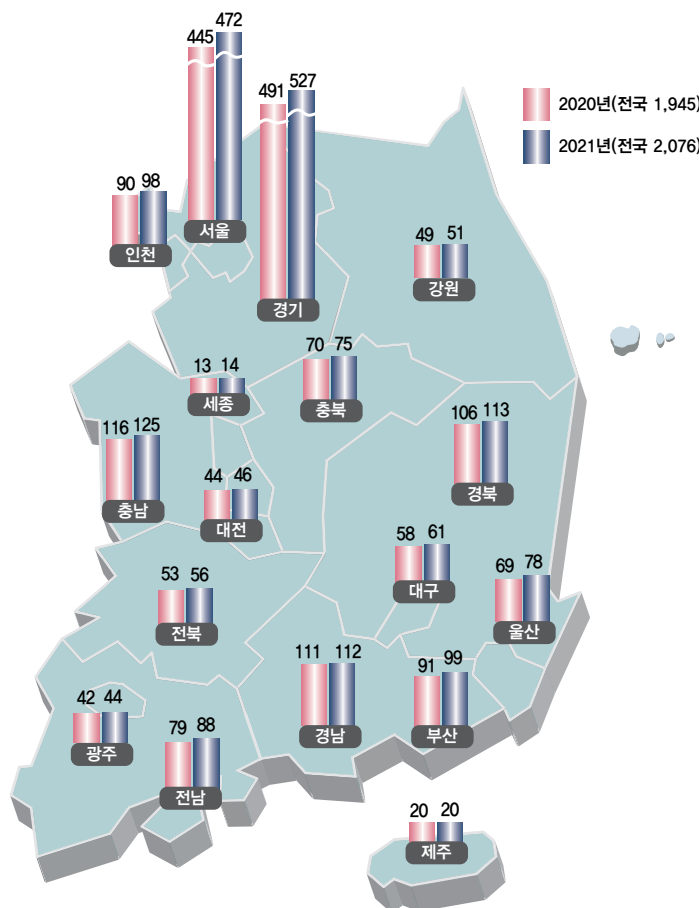 445 472
서울
491 527
경기
2020년(전국 1,945)
2021년(전국 2,076)
90 98
인천
49 51
강원
13 14
세종
70 75
충북
116 125
충남
106 113
경북
44 46
대전
58 61
대구
69 78
울산
53 56
전북
111 112
경남
91 99
부산
42 44
광주
79 88
전남
20 20
제주